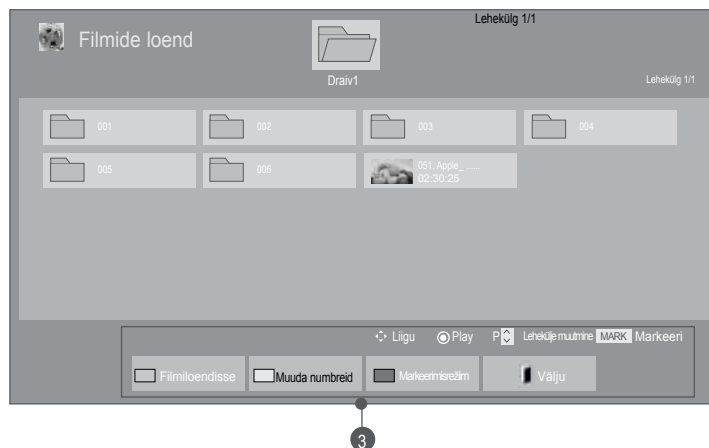 Lehekülg 1/1
Filmide loend
Draiv1
Lehekülg 1/1
001 002 003 004
005 006 051. Apple_ ......
02:30:25
Liigu Play P Lehekülje muutmine MARK Markeeri
Filmiloendisse Muuda numbreid Markeerimisrežiim Välju
3